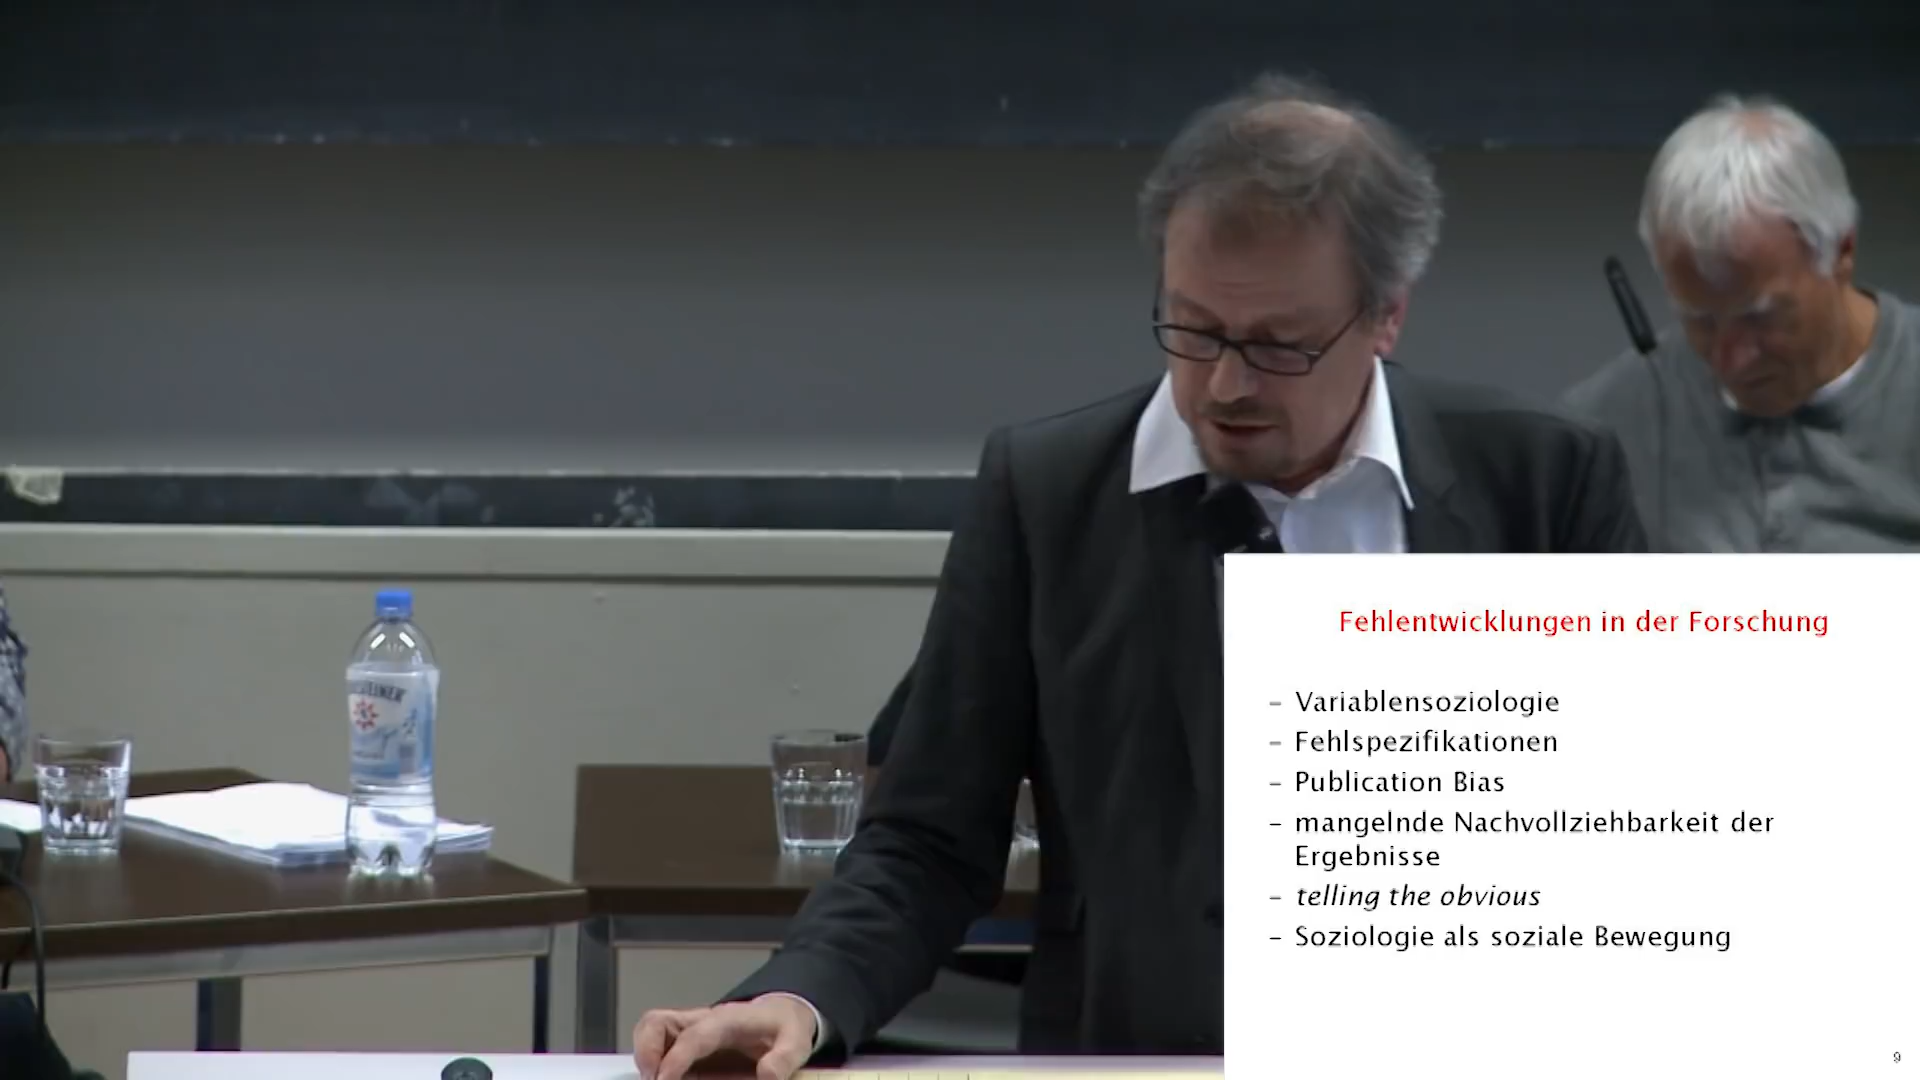 Fehlentwicklungen in der Forschung
– Variablensoziologie
– Fehlspezifikationen
– Publication Bias
– mangelnde Nachvollziehbarkeit der
Ergebnisse
– telling the obvious
– Soziologie als soziale Bewegung
9